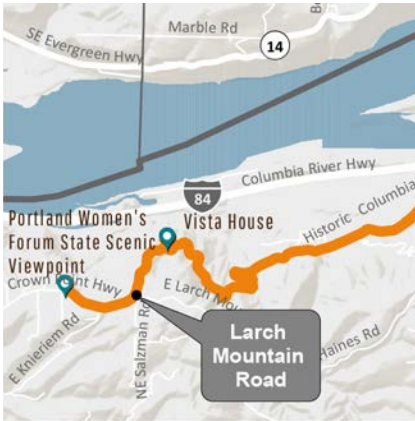 Marble Rd
SE Evergreen Hwy
14
84
Columbia River Hwy
Portland Women's
Forum State Scenic
Viewpoint
Vista House
Historic Columbia
Crown Point Hwy
E Larch Mou
E Knieriem Rd
NE Salzman Rd
Haines Rd
Larch
Mountain
Road